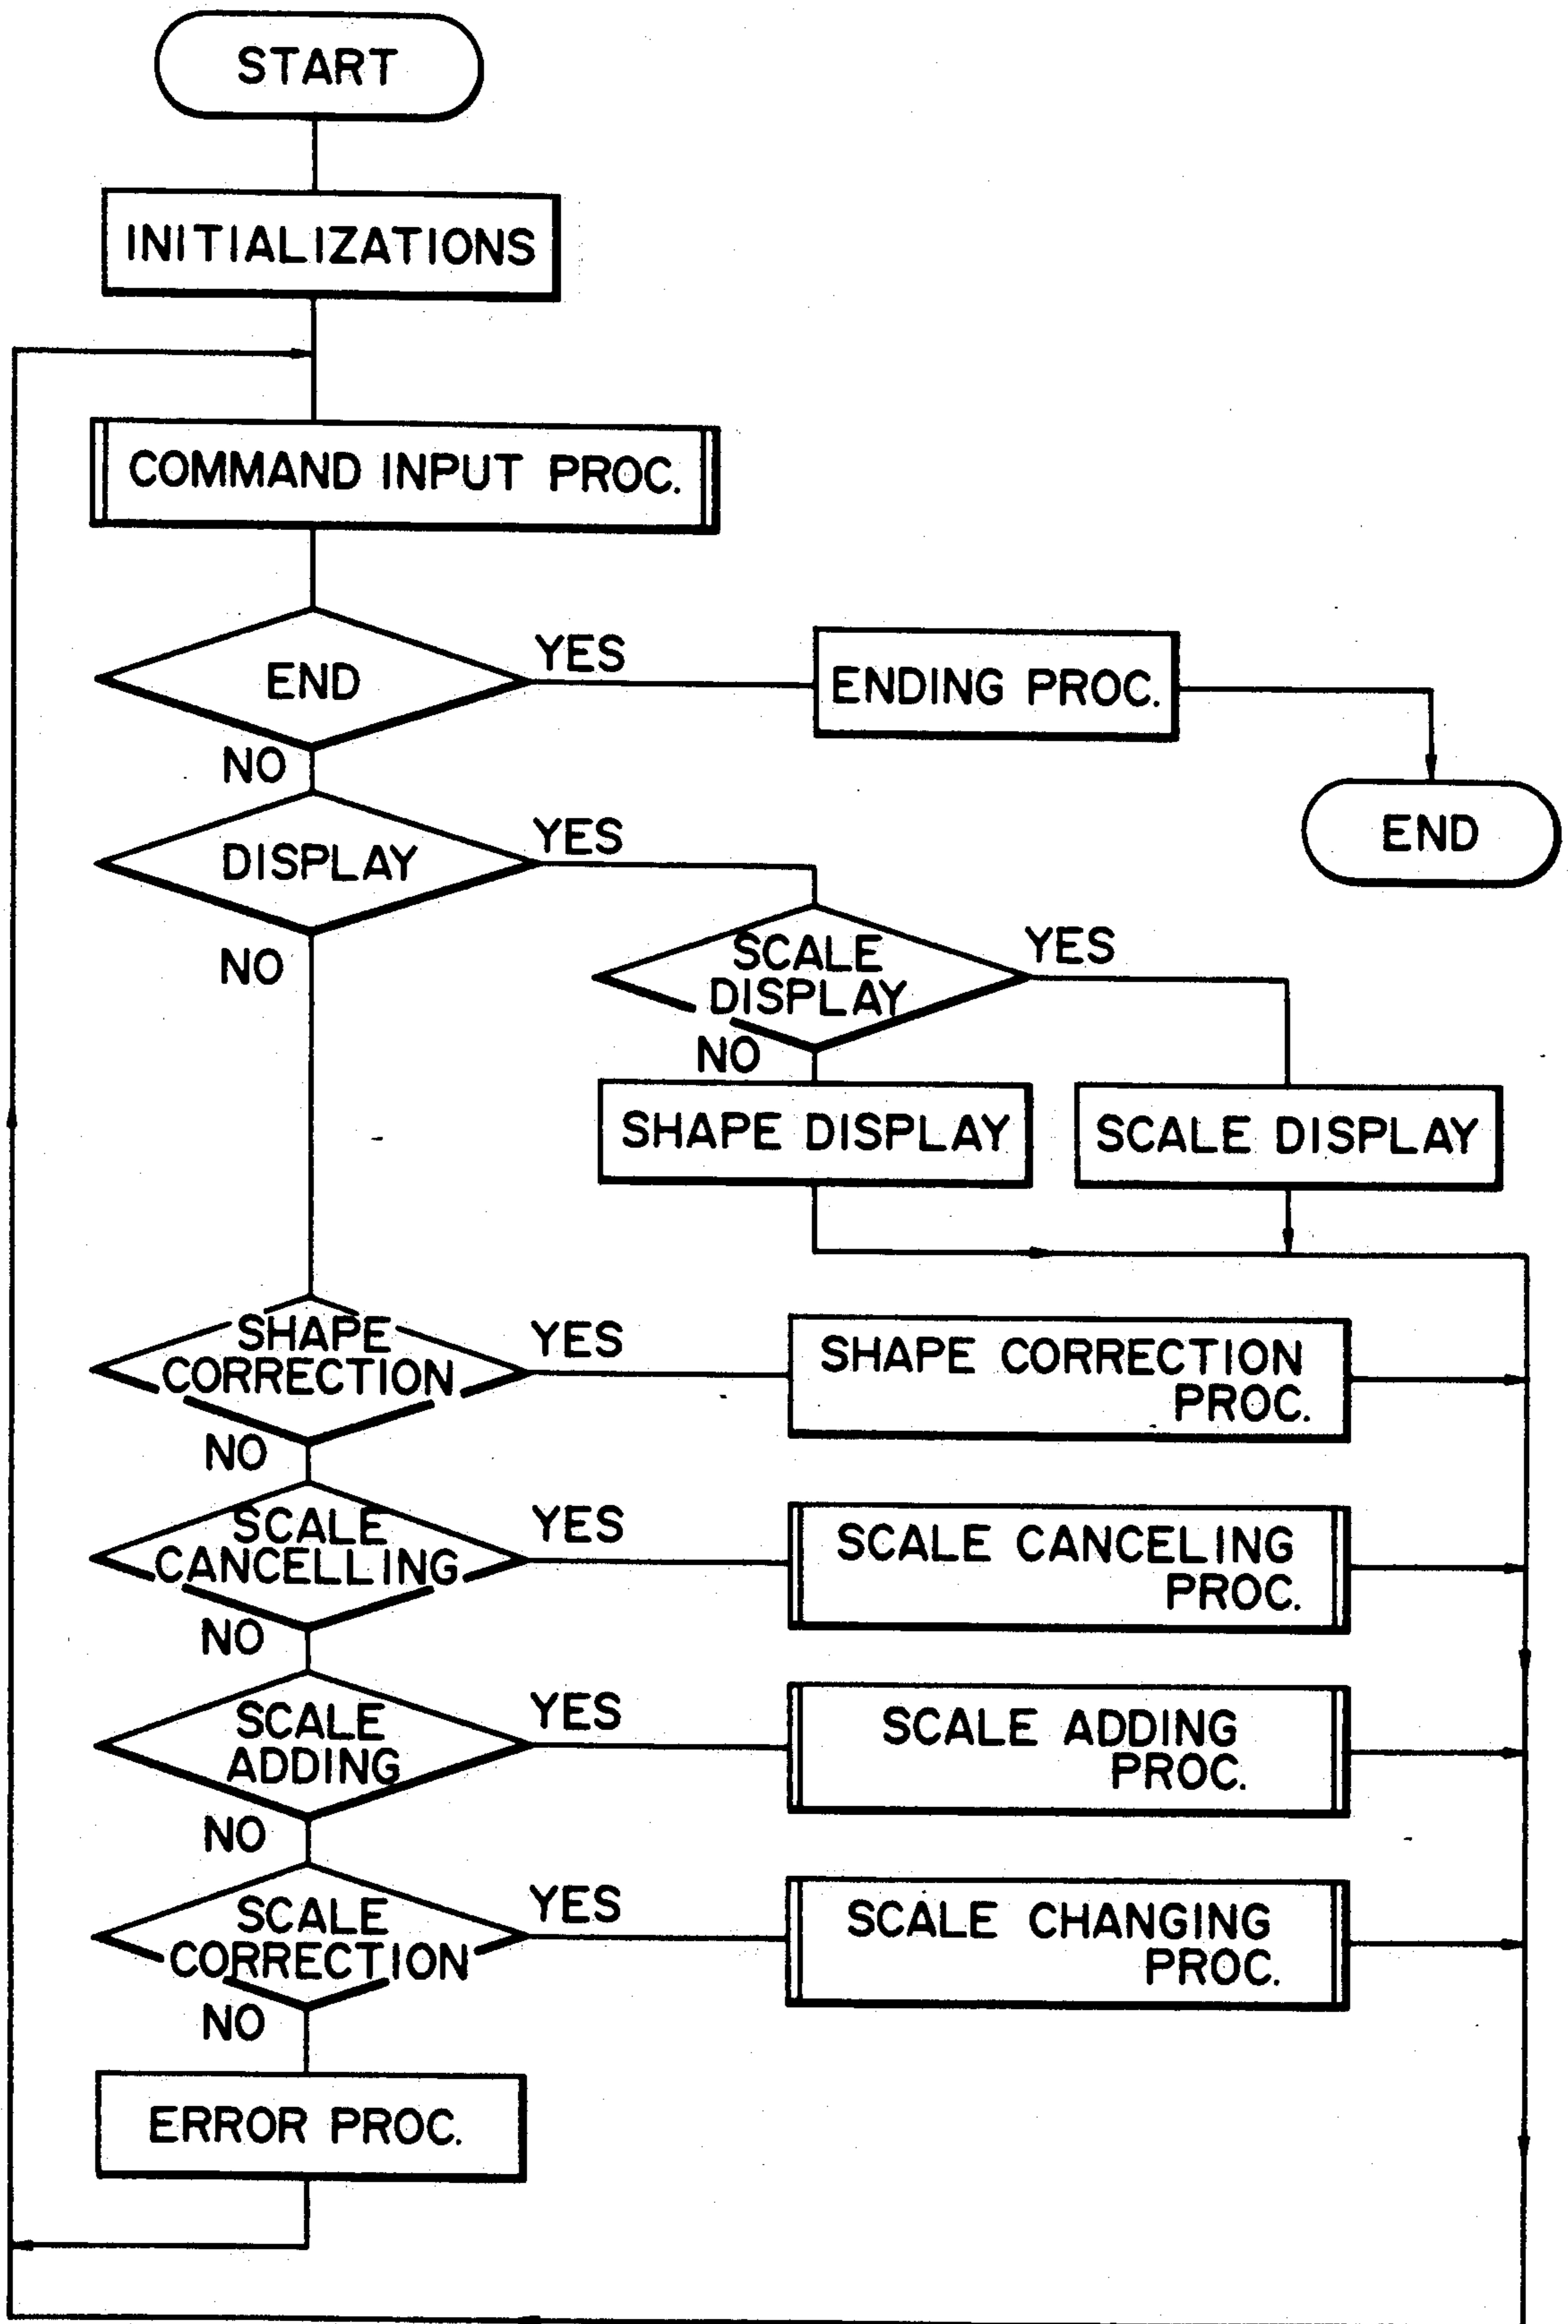 START
INITIALIZATIONS
COMMAND INPUT PROC.
END
YES
ENDING PROC.
END
NO
DISPLAY
YES
SCALE
DISPLAY
YES
NO
NO
SHAPE DISPLAY
SCALE DISPLAY
SHAPE
CORRECTION
YES
SHAPE CORRECTION
PROC.
NO
SCALE
CANCELLING
YES
SCALE CANCELING
PROC.
NO
SCALE
ADDING
YES
SCALE ADDING
PROC.
NO
SCALE
CORRECTION
YES
SCALE CHANGING
PROC.
NO
ERROR PROC.